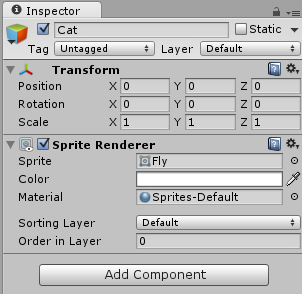 Inspector
Cat Static
Tag Untagged Layer Default
Transform
Position X 0 Y 0 Z 0
Rotation X 0 Y 0 Z 0
Scale X 1 Y 1 Z 1
Sprite Renderer
Sprite Fly
Color
Material Sprites-Default
Sorting Layer Default
Order in Layer 0
Add Component